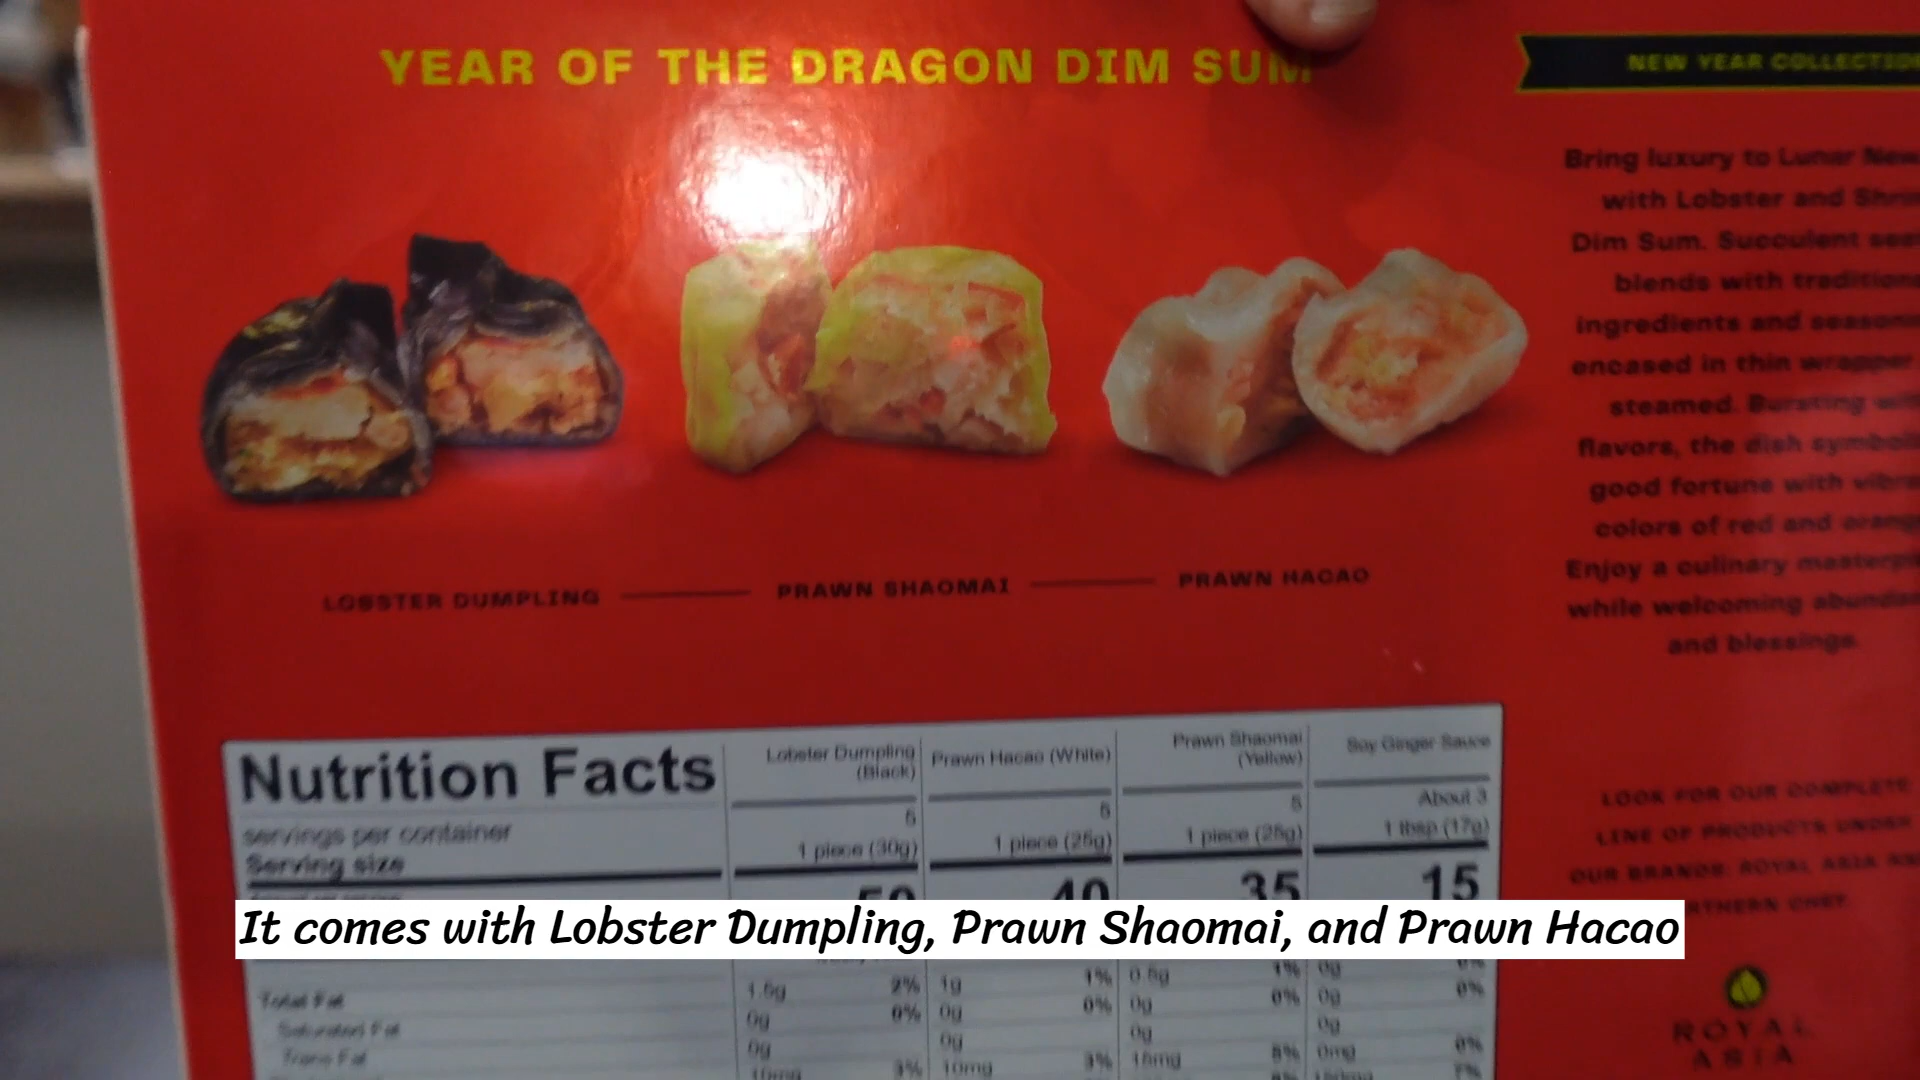 YEAR OF THE DRAGON DIM SUM
NEW YEAR COLLECTION
Bring luxury to Lunar New
with Lobster and
Dim Sum. Succulent
blends with
ingredients and
encased in thin wrapper
steamed. Bursting
flavors, the dish
good fortune with
colors of red and
Enjoy a culinary
while welcoming
and blessings.
LOBSTER DUMPLING
PRAWN SHAOMAI
PRAWN HACAO
Nutrition Facts
servings per container
Serving size
Lobster Dumpling
(Black)
1 piece (30g)
50
Prawn Hacao (White)
1 piece (25g)
40
Prawn Shaomai
(Yellow)
1 piece (25g)
35
Soy Ginger Sauce
About 3
1 tbsp (17g)
15
It comes with Lobster Dumpling, Prawn Shaomai, and Prawn Hacao
Total Fat 1.5g 2% 1g 1% 0.5g 1% 0g 0%
Saturated Fat 0g 0% 0g 0% 0g 0% 0g 0%
Trans Fat 0g 0g 0g 0g
10mg 3% 10mg 3% 15mg 5% 0mg 0%
LOOK FOR OUR COMPLETE
LINE OF PRODUCTS UNDER
OUR BRANDS: ROYAL ASIA
CHEF.
ROYAL
ASIA